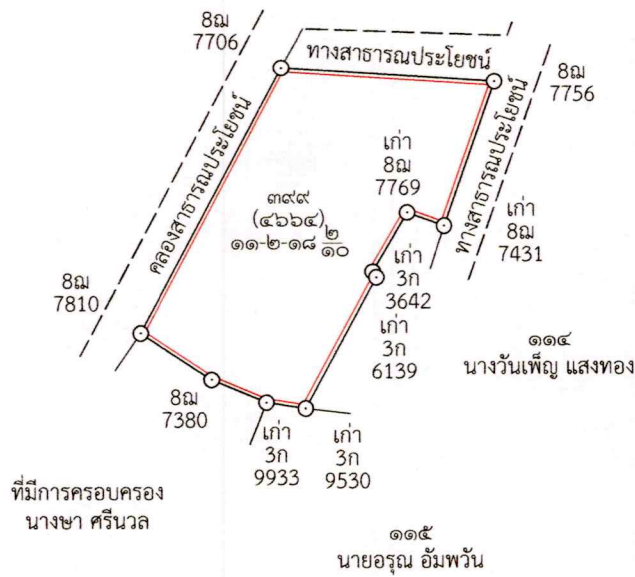 8ฌ
7706
ทางสาธารณประโยชน์
8ฌ
7756
คลองสาธารณประโยชน์
ทางสาธารณประโยชน์
เก่า
8ฌ
7769
๓๙๙
(๔๖๖๔)
๑๑-๒-๑๘ ๒/๑๐
เก่า
8ฌ
7431
8ฌ
7810
เก่า
3ก
3642
เก่า
3ก
6139
๑๑๔
นางวันเพ็ญ แสงทอง
8ฌ
7380
เก่า
3ก
9933
เก่า
3ก
9530
ที่มีการครอบครอง
นางษา ศรีนวล
๑๑๕
นายอรุณ อัมพวัน